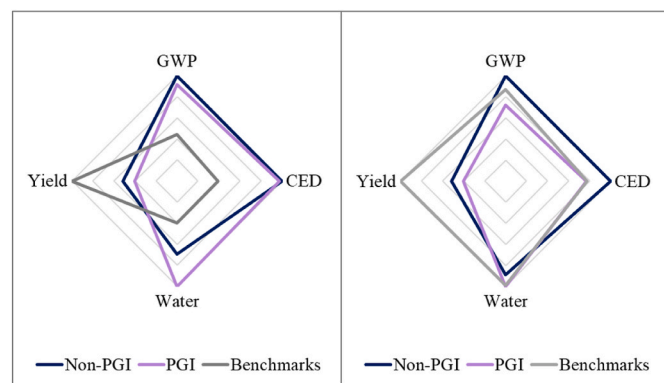 GWP
Yield
CED
Water
Non-PGI PGI Benchmarks
GWP
Yield
CED
Water
Non-PGI PGI Benchmarks